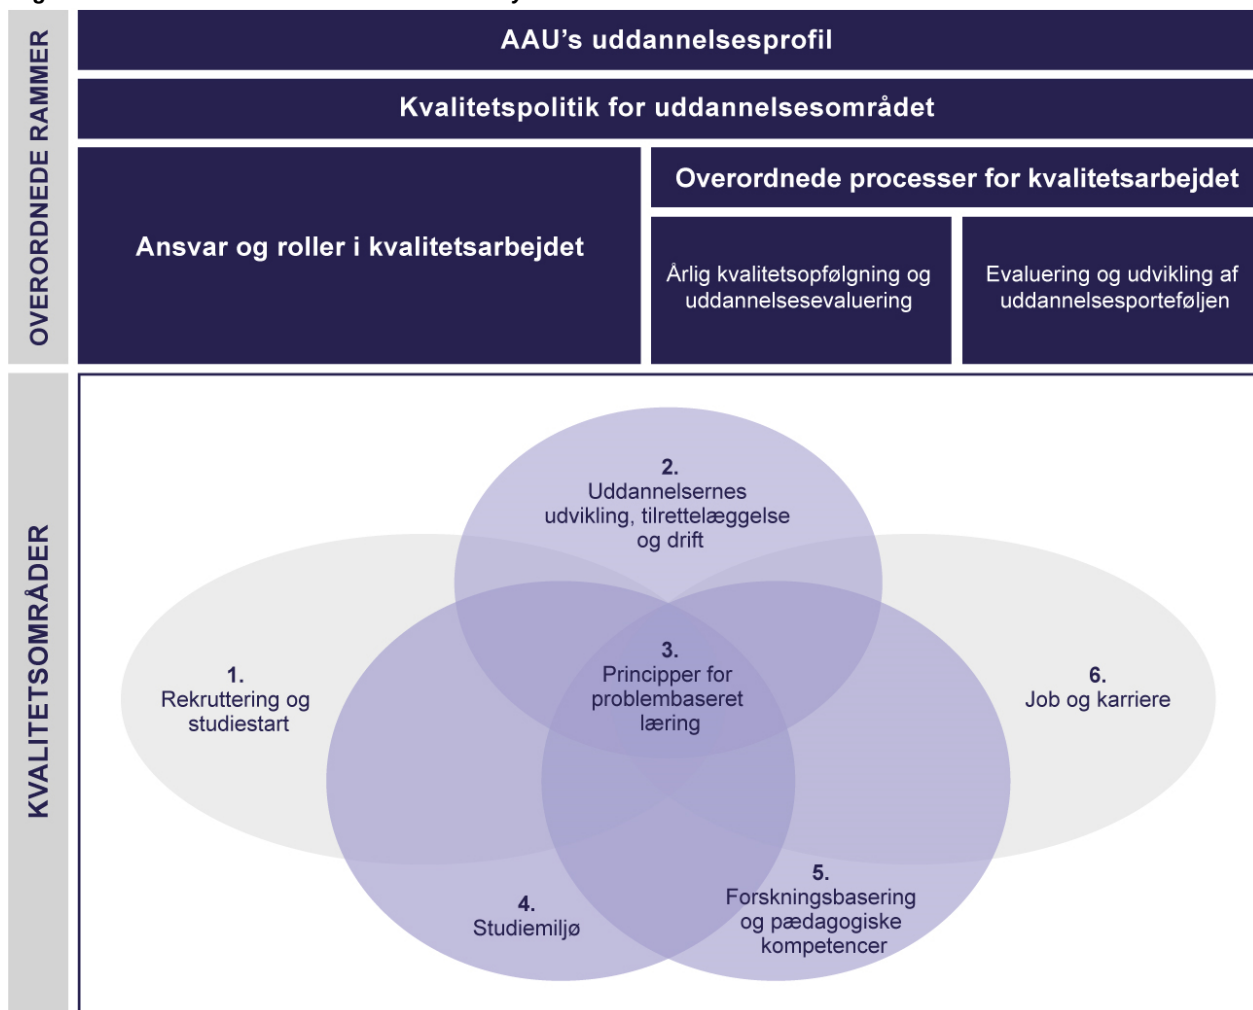 OVERORDNEDE RAMMER
AAU's uddannelsesprofil
Kvalitetspolitik for uddannelsesområdet
Ansvar og roller i kvalitetsarbejdet
Overordnede processer for kvalitetsarbejdet
Årlig kvalitetsopfølgning og
uddannelsesevaluering
Evaluering og udvikling af
uddannelsesporteføljen
KVALITETSOMRÅDER
1.
Rekruttering og
studiestart
2.
Uddannelsernes
udvikling, tilrettelæggelse
og drift
3.
Principper for
problembaseret
læring
4.
Studiemiljø
5.
Forskningsbasering
og pædagogiske
kompetencer
6.
Job og karriere